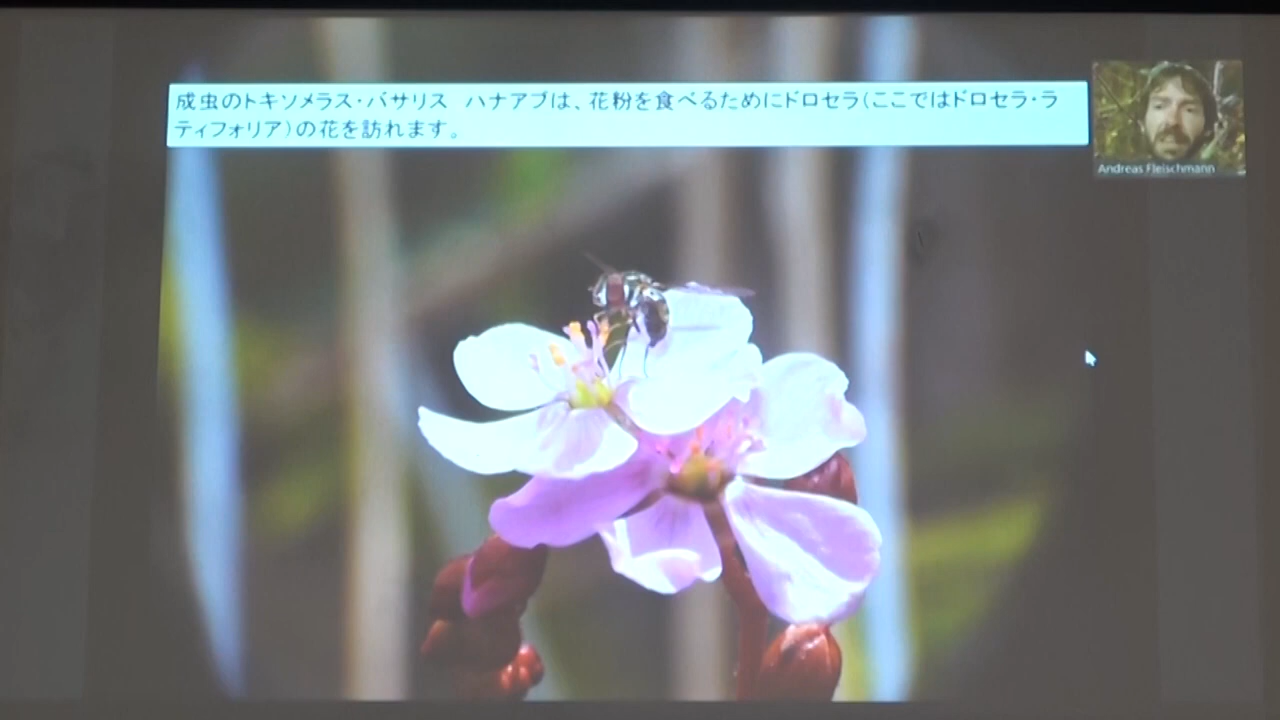 成虫のトキソメラス・バサリス　ハナアブは、花粉を食べるためにドロセラ(ここではドロセラ・ラ
ティフォリア)の花を訪れます。
Andreas Fleischmann